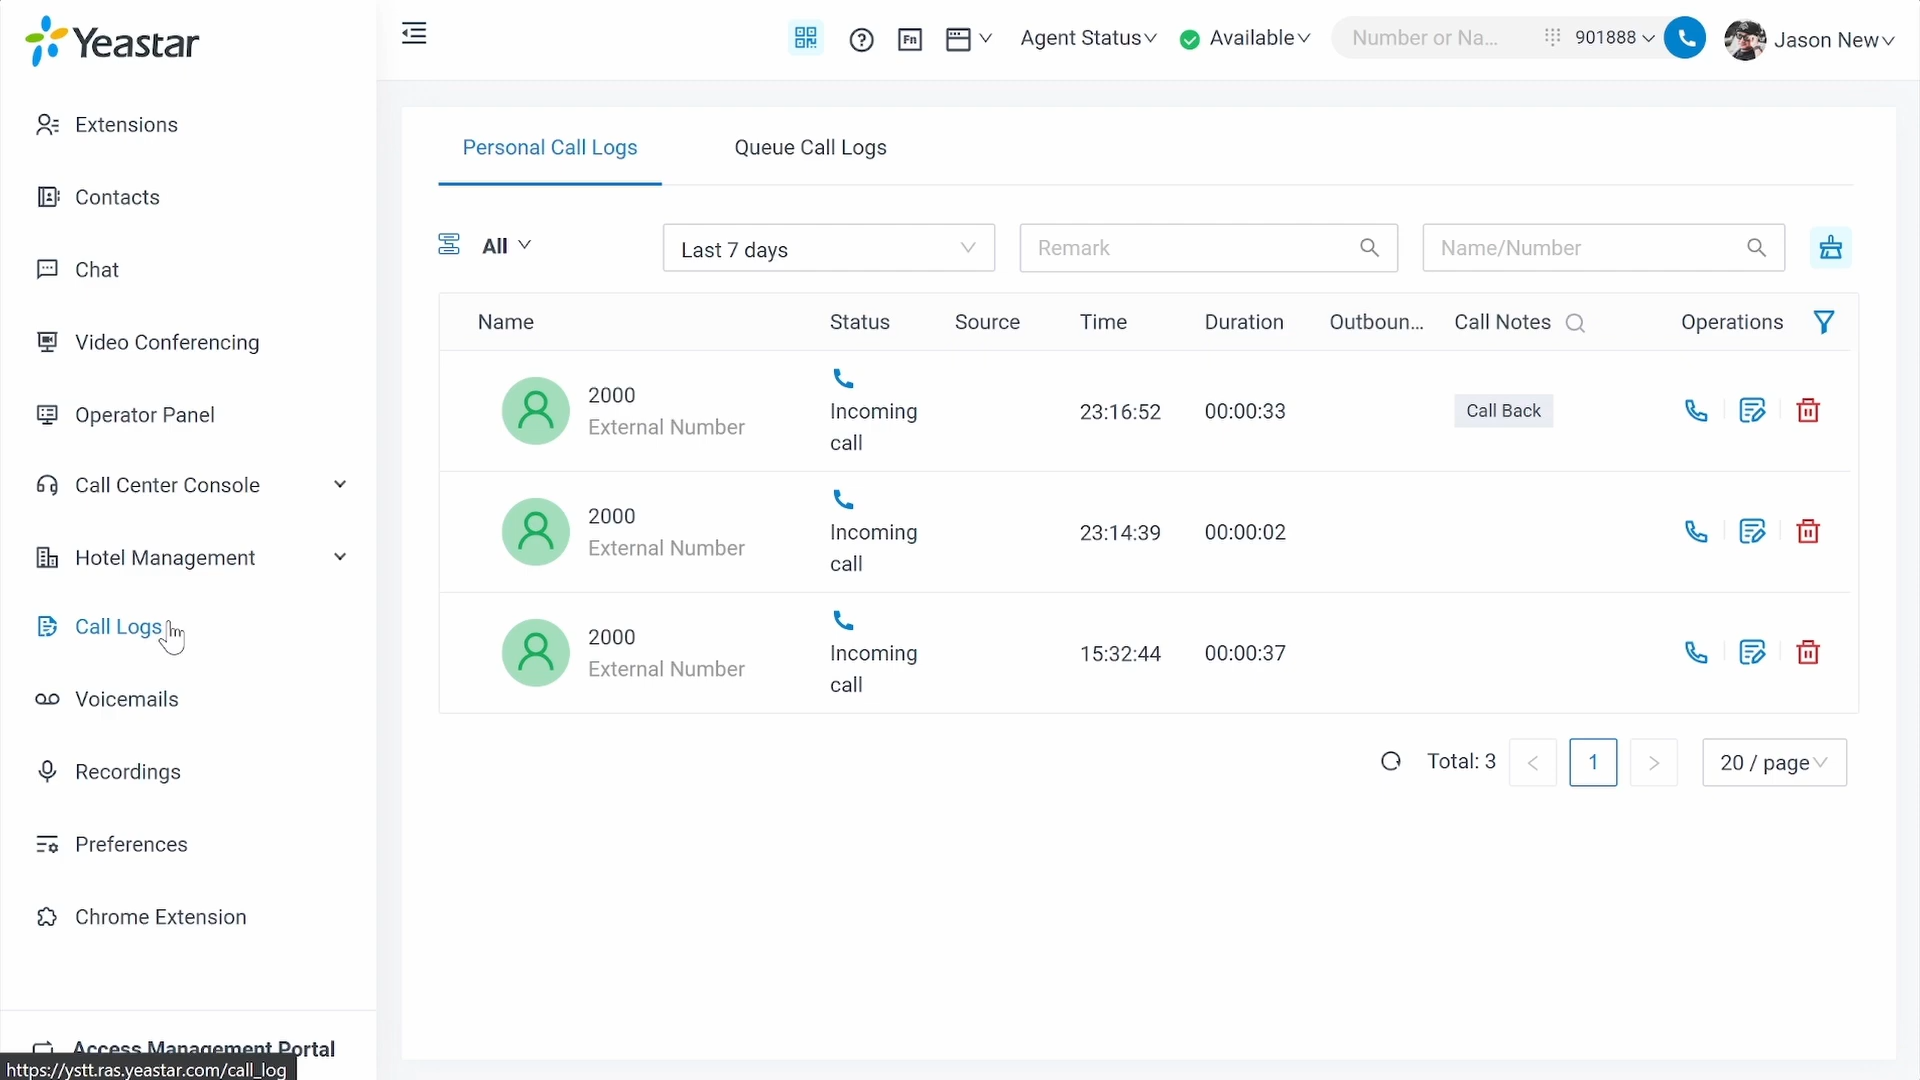 Yeastar
Fn
Agent Status
Available
Number or Na...
901888
Jason New
Extensions
Contacts
Chat
Video Conferencing
Operator Panel
Call Center Console
Hotel Management
Call Logs
Voicemails
Recordings
Preferences
Chrome Extension
Access Management Portal
https://ystt.ras.yeastar.com/call_log
Personal Call Logs
Queue Call Logs
All
Last 7 days
Remark
Name/Number
Name Status Source Time Duration Outboun... Call Notes Operations
2000
External Number
Incoming
call
23:16:52
00:00:33
Call Back
2000
External Number
Incoming
call
23:14:39
00:00:02
2000
External Number
Incoming
call
15:32:44
00:00:37
Total: 3
<
1
>
20 / page